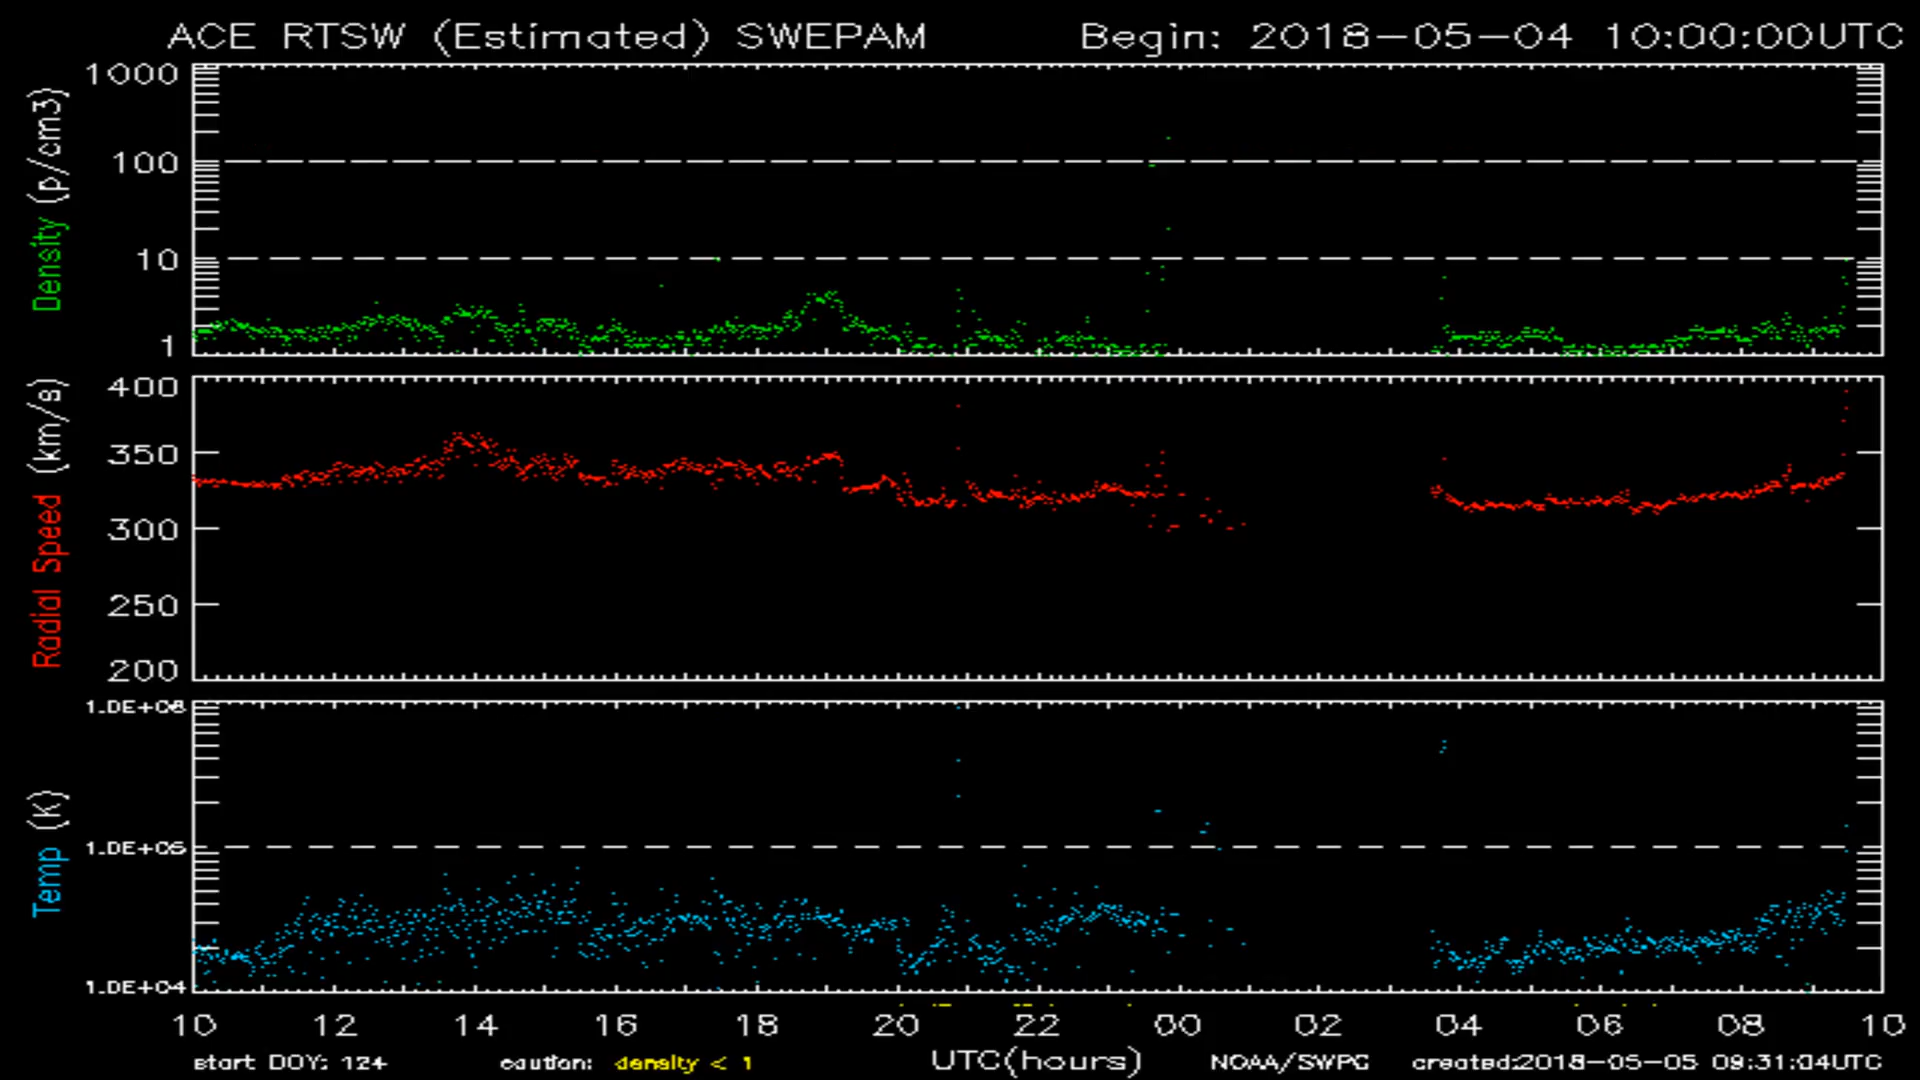 ACE RTSW (Estimated) SWEPAM Begin: 2018-05-04 10:00:00UTC
1000
100
10
1
Density (p/cm3)
400
350
300
250
200
Radial Speed (km/s)
1.0E+06
1.0E+05
1.0E+04
Temp (K)
10 12 14 16 18 20 22 00 02 04 06 08 10
start DOY: 124 caution: density < 1 UTC(hours) NOAA/SWPC created:2018-05-05 09:31:04UTC